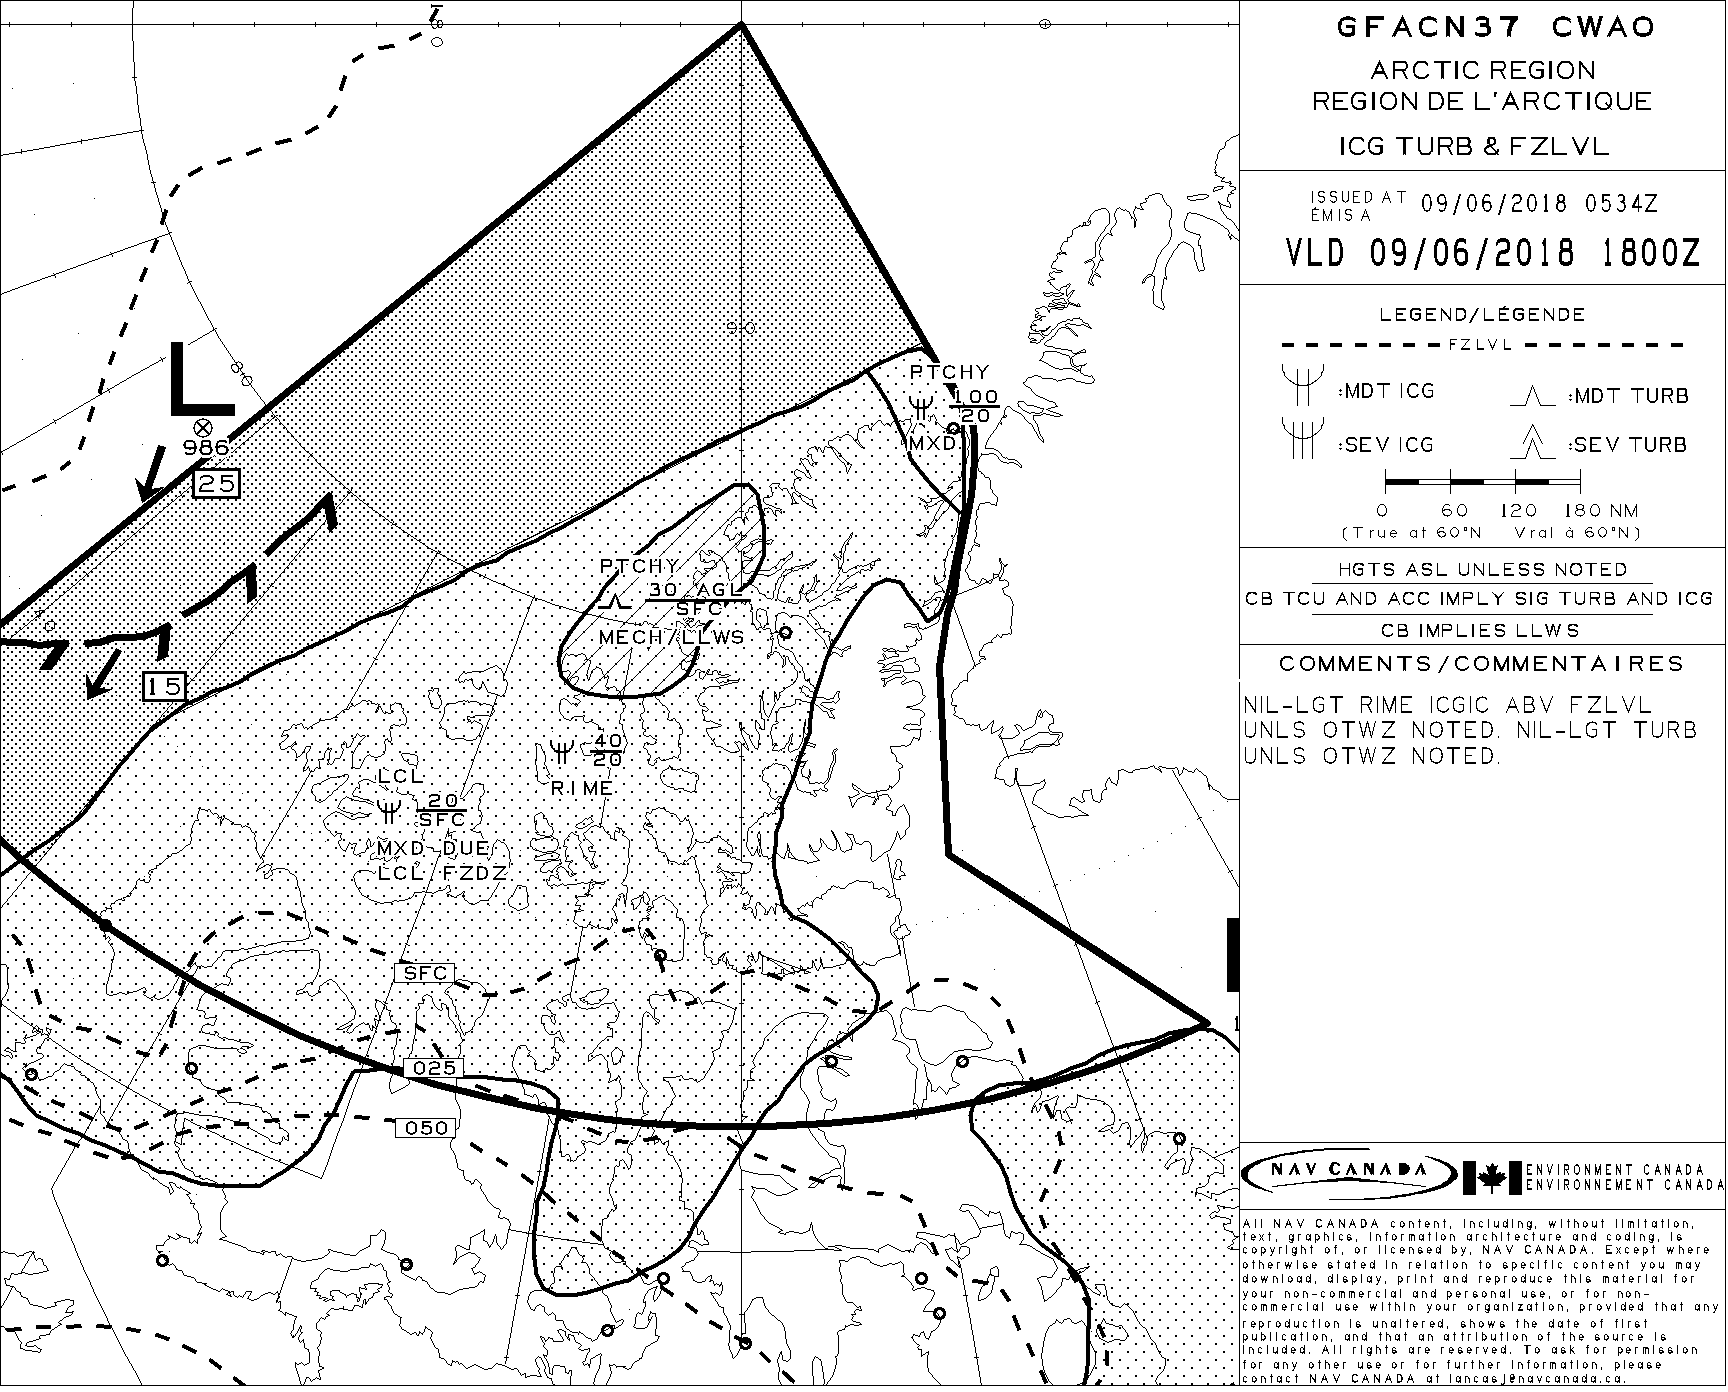 GFACN37 CWAO
ARCTIC REGION
REGION DE L'ARCTIQUE
ICG TURB & FZLVL
ISSUED AT 09/06/2018 0534Z
ÉMIS A
VLD 09/06/2018 1800Z
LEGEND/LÉGENDE
FZLVL
:MDT ICG
:MDT TURB
:SEV ICG
:SEV TURB
0 60 120 180 NM
(True at 60°N Vrai à 60°N)
HGTS ASL UNLESS NOTED
CB TCU AND ACC IMPLY SIG TURB AND ICG
CB IMPLIES LLWS
COMMENTS/COMMENTAIRES
NIL-LGT RIME ICGIC ABV FZLVL
UNLS OTWZ NOTED. NIL-LGT TURB
UNLS OTWZ NOTED.
NAV CANADA
ENVIRONMENT CANADA
ENVIRONNEMENT CANADA
All NAV CANADA content, including, without limitation,
text, graphics, information architecture and coding, is
copyright of, or licensed by, NAV CANADA. Except where
otherwise stated in relation to specific content you may
download, display, print and reproduce this material for
your non-commercial and personal use, or for non-
commercial use within your organization, provided that any
reproduction is unaltered, shows the date of first
publication, and that an attribution of the source is
included. All rights are reserved. To ask for permission
for any other use or for further information, please
contact NAV CANADA at lancasj@navcanada.ca.
80
90
L
986
25
15
PTCHY
100
20
MXD
PTCHY
30 AGL
SFC
MECH/LLWS
40
20
RIME
LCL
20
SFC
MXD DUE
LCL FZDZ
SFC
025
050